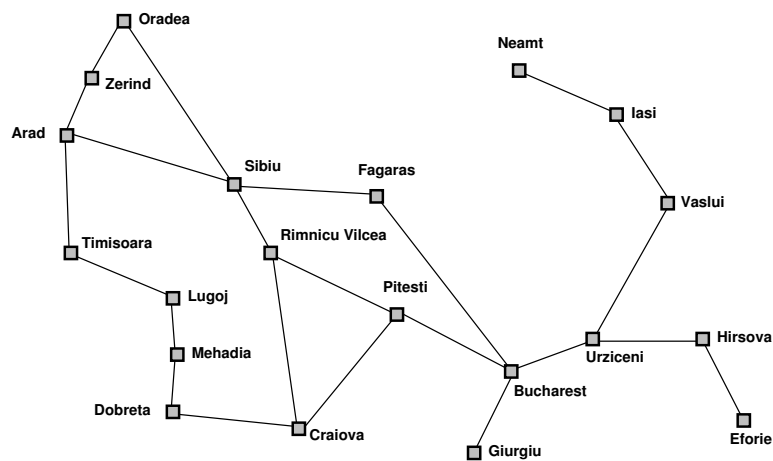 Oradea
Neamt
Zerind
Iasi
Arad
Sibiu
Fagaras
Vaslui
Rimnicu Vilcea
Timisoara
Pitesti
Lugoj
Hirsova
Mehadia
Urziceni
Bucharest
Dobreta
Craiova
Eforie
Giurgiu